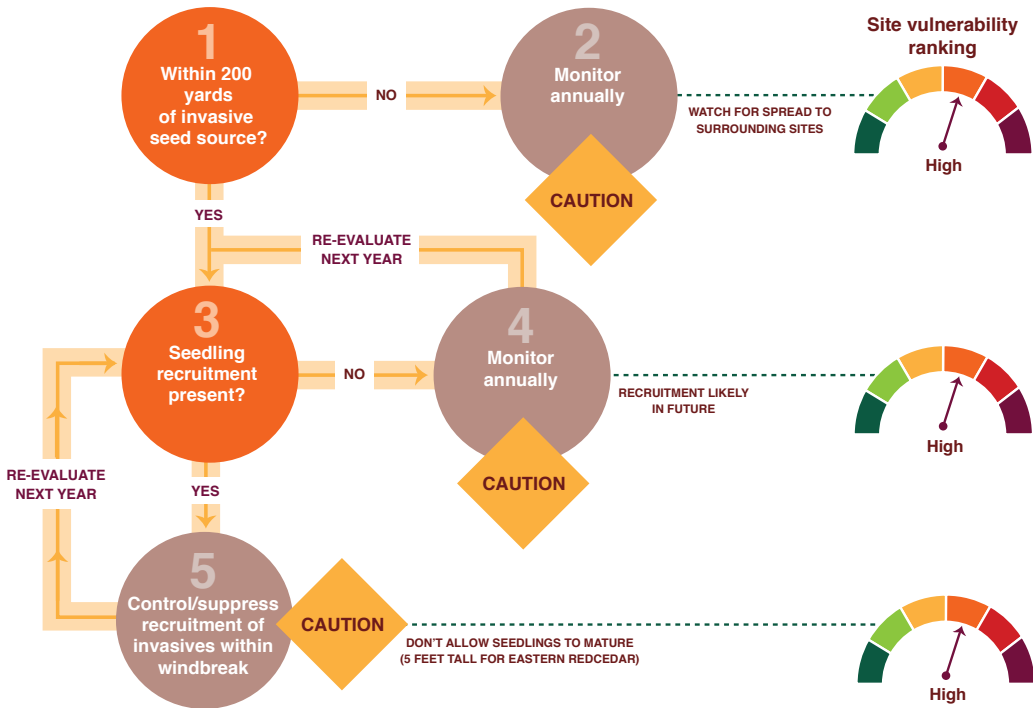 1
Within 200
yards
of invasive
seed source?
NO
2
Monitor
annually
CAUTION
WATCH FOR SPREAD TO
SURROUNDING SITES
Site vulnerability
ranking
High
YES
RE-EVALUATE
NEXT YEAR
3
Seedling
recruitment
present?
NO
4
Monitor
annually
CAUTION
RECRUITMENT LIKELY
IN FUTURE
High
YES
RE-EVALUATE
NEXT YEAR
5
Control/suppress
recruitment of
invasives within
windbreak
CAUTION
DON'T ALLOW SEEDLINGS TO MATURE
(5 FEET TALL FOR EASTERN REDCEDAR)
High